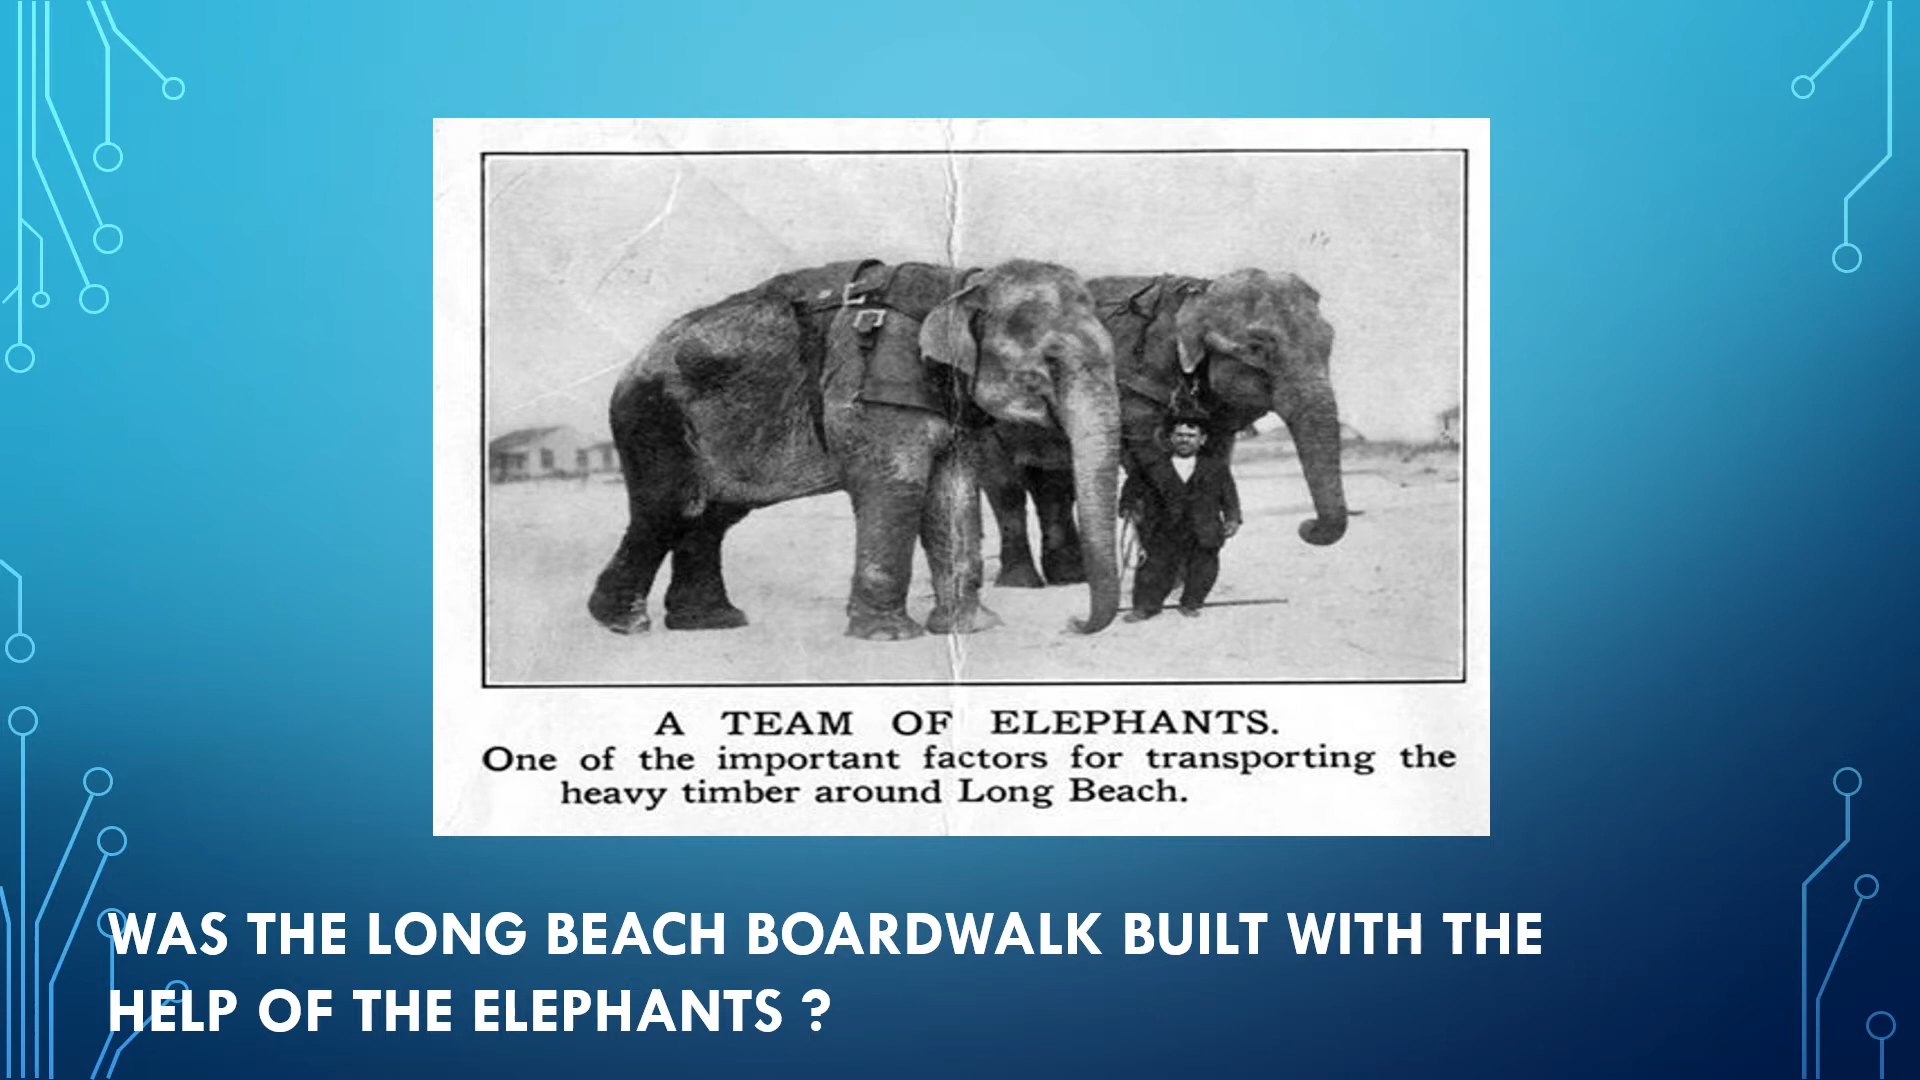 A TEAM OF ELEPHANTS.
One of the important factors for transporting the
heavy timber around Long Beach.
WAS THE LONG BEACH BOARDWALK BUILT WITH THE
HELP OF THE ELEPHANTS ?